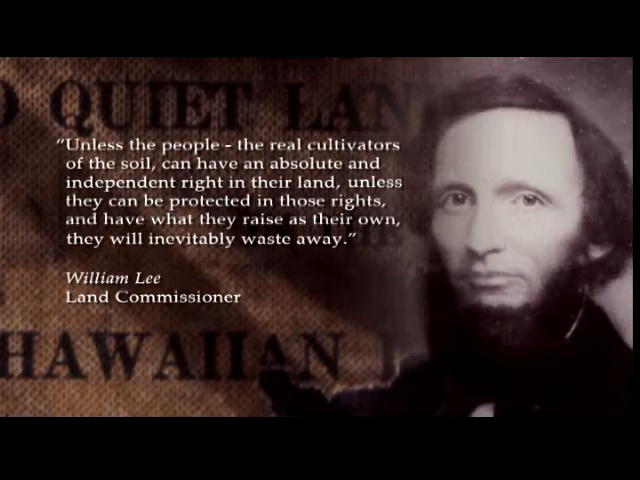 O QUIET LAN
“Unless the people - the real cultivators
of the soil, can have an absolute and
independent right in their land, unless
they can be protected in those rights,
and have what they raise as their own,
they will inevitably waste away.”
William Lee
Land Commissioner
HAWAIIAN